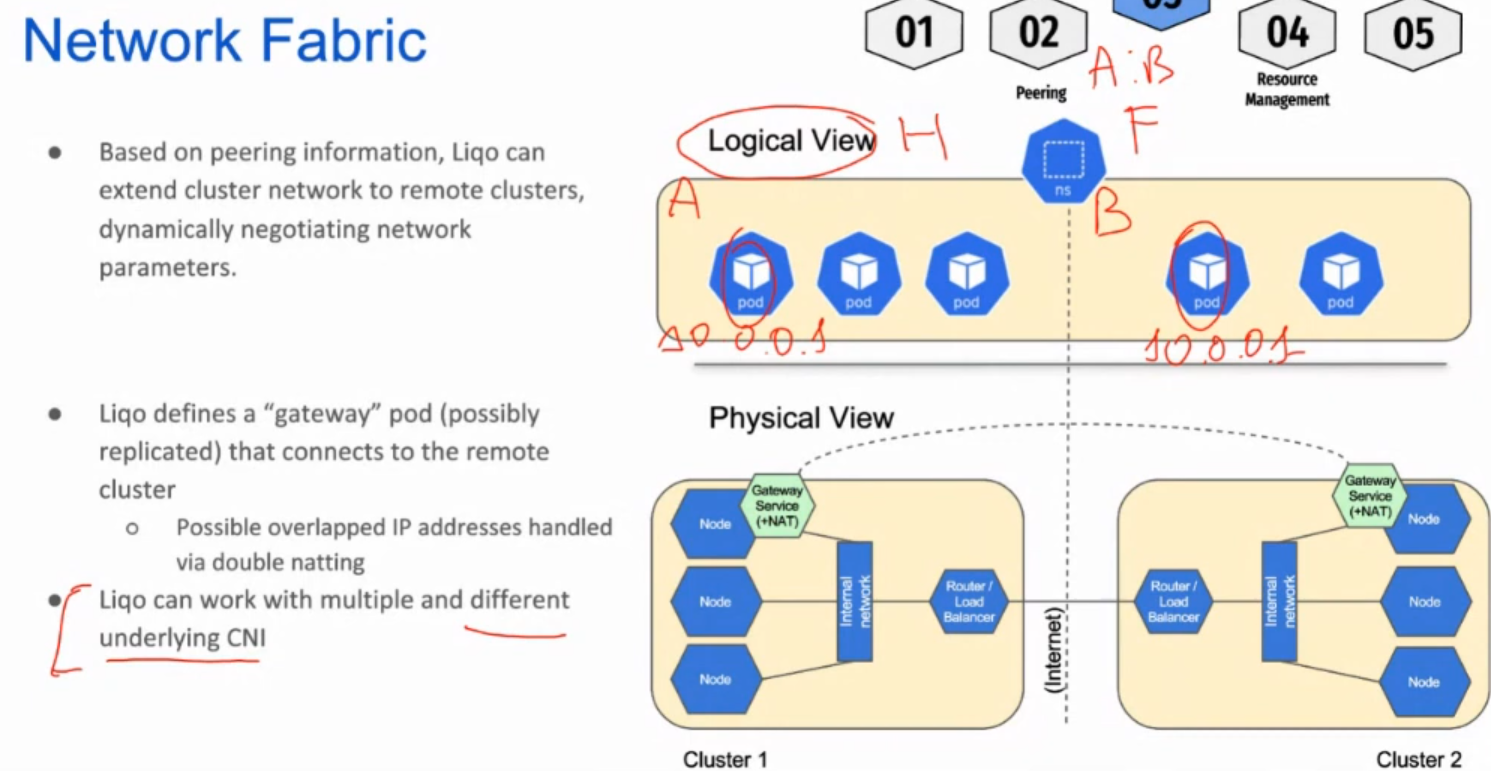 Network Fabric
01
02
03
04
05
Peering
Resource
Management
A:B
Based on peering information, Liqo can
extend cluster network to remote clusters,
dynamically negotiating network
parameters.
Liqo defines a “gateway” pod (possibly
replicated) that connects to the remote
cluster
Possible overlapped IP addresses handled
via double natting
Liqo can work with multiple and different
underlying CNI
Logical View
H
F
ns
A
B
pod
pod
pod
pod
pod
10.0.0.1
10.0.0.1
Physical View
Gateway
Service
(+NAT)
Node
Node
Node
Internal
network
Router /
Load
Balancer
(Internet)
Router /
Load
Balancer
Internal
network
Gateway
Service
(+NAT)
Node
Node
Node
Cluster 1
Cluster 2